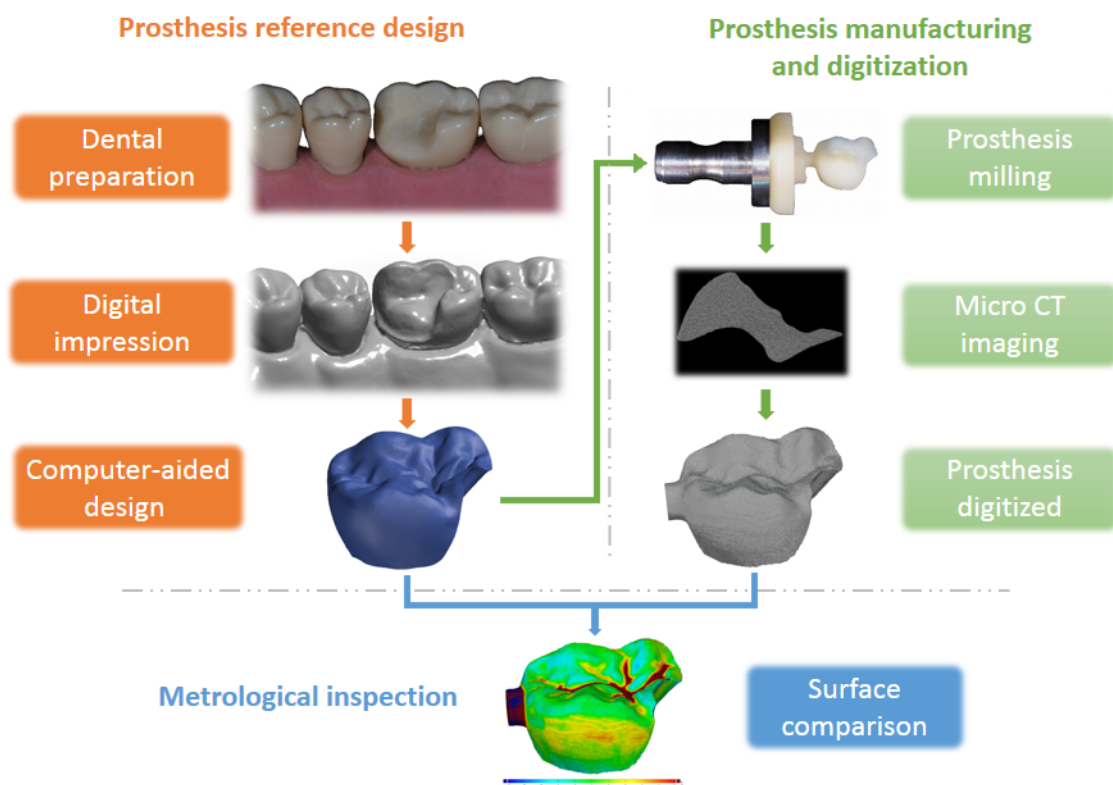 Prosthesis reference design
Prosthesis manufacturing
and digitization
Dental
preparation
Prosthesis
milling
Digital
impression
Micro CT
imaging
Computer-aided
design
Prosthesis
digitized
Metrological inspection
Surface
comparison